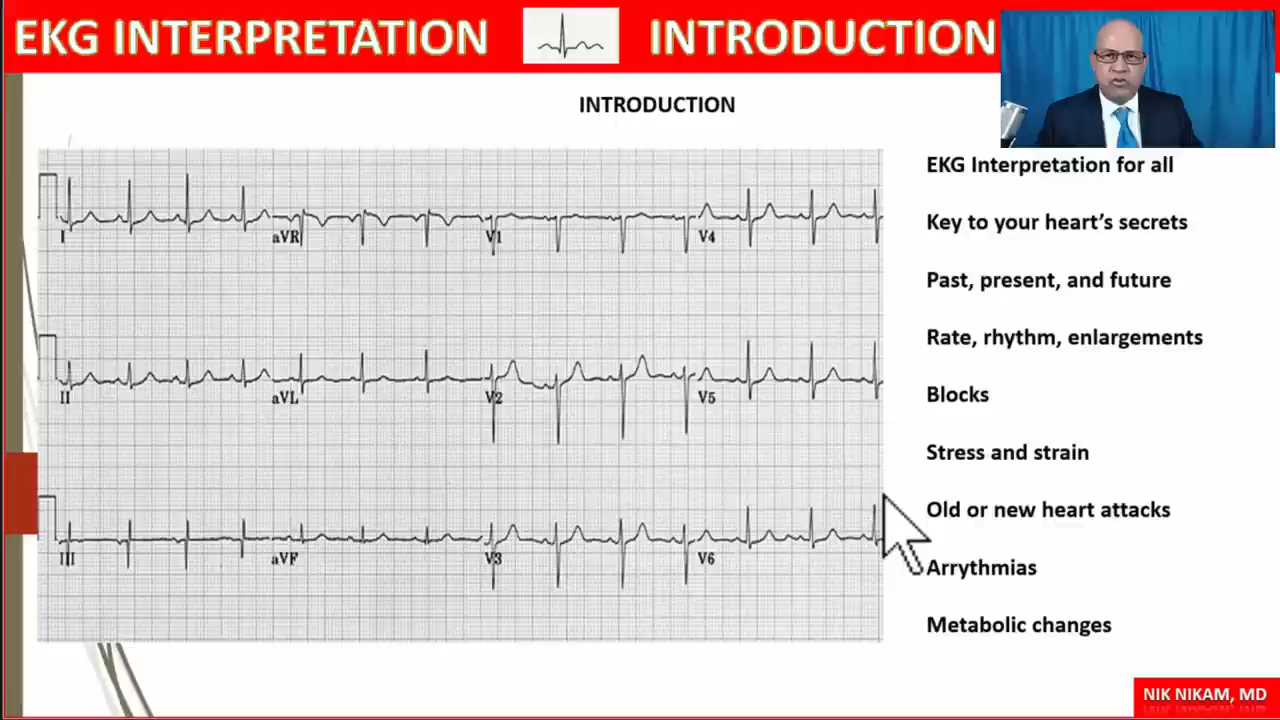 EKG INTERPRETATION INTRODUCTION
INTRODUCTION
I aVR V1 V4
II aVL V2 V5
III aVF V3 V6
EKG Interpretation for all
Key to your heart’s secrets
Past, present, and future
Rate, rhythm, enlargements
Blocks
Stress and strain
Old or new heart attacks
Arrythmias
Metabolic changes
NIK NIKAM, MD